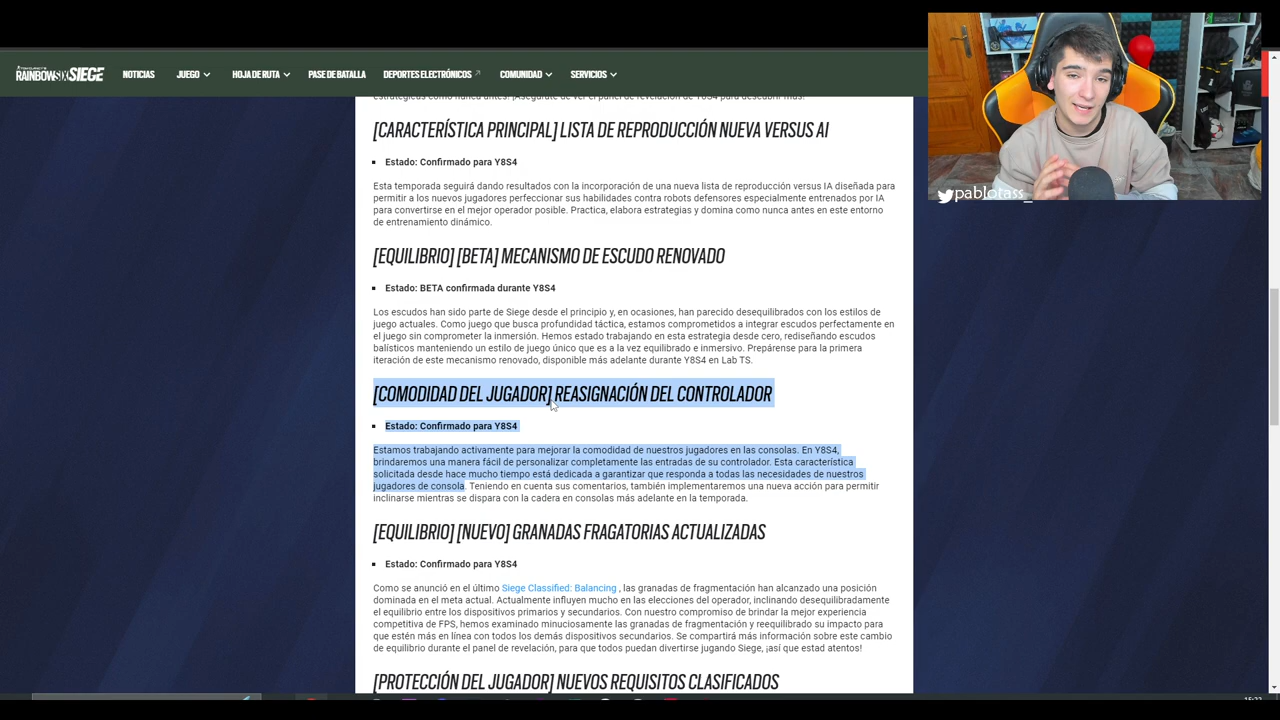 RAINBOWSIXSIEGE
NOTICIAS
JUEGO
HOJA DE RUTA
PASE DE BATALLA
DEPORTES ELECTRÓNICOS
COMUNIDAD
SERVICIOS
pablotass_
[CARACTERÍSTICA PRINCIPAL] LISTA DE REPRODUCCIÓN NUEVA VERSUS AI
Estado: Confirmado para Y8S4
Esta temporada seguirá dando resultados con la incorporación de una nueva lista de reproducción versus IA diseñada para
permitir a los nuevos jugadores perfeccionar sus habilidades contra robots defensores especialmente entrenados por IA
para convertirse en el mejor operador posible. Practica, elabora estrategias y domina como nunca antes en este entorno
de entrenamiento dinámico.
[EQUILIBRIO] [BETA] MECANISMO DE ESCUDO RENOVADO
Estado: BETA confirmada durante Y8S4
Los escudos han sido parte de Siege desde el principio y, en ocasiones, han parecido desequilibrados con los estilos de
juego actuales. Como juego que busca profundidad táctica, estamos comprometidos a integrar escudos perfectamente en
el juego sin comprometer la inmersión. Hemos estado trabajando en esta estrategia desde cero, rediseñando escudos
balísticos manteniendo un estilo de juego único que es a la vez equilibrado e inmersivo. Prepárense para la primera
iteración de este mecanismo renovado, disponible más adelante durante Y8S4 en Lab TS.
[COMODIDAD DEL JUGADOR] REASIGNACIÓN DEL CONTROLADOR
Estado: Confirmado para Y8S4
Estamos trabajando activamente para mejorar la comodidad de nuestros jugadores en las consolas. En Y8S4,
brindaremos una manera fácil de personalizar completamente las entradas de su controlador. Esta característica
solicitada desde hace mucho tiempo está dedicada a garantizar que responda a todas las necesidades de nuestros
jugadores de consola. Teniendo en cuenta sus comentarios, también implementaremos una nueva acción para permitir
inclinarse mientras se dispara con la cadera en consolas más adelante en la temporada.
[EQUILIBRIO] [NUEVO] GRANADAS FRAGATORIAS ACTUALIZADAS
Estado: Confirmado para Y8S4
Como se anunció en el último Siege Classified: Balancing , las granadas de fragmentación han alcanzado una posición
dominada en el meta actual. Actualmente influyen mucho en las elecciones del operador, inclinando desequilibradamente
el equilibrio entre los dispositivos primarios y secundarios. Con nuestro compromiso de brindar la mejor experiencia
competitiva de FPS, hemos examinado minuciosamente las granadas de fragmentación y reequilibrado su impacto para
que estén más en línea con todos los demás dispositivos secundarios. Se compartirá más información sobre este cambio
de equilibrio durante el panel de revelación, para que todos puedan divertirse jugando Siege, ¡así que estad atentos!
[PROTECCIÓN DEL JUGADOR] NUEVOS REQUISITOS CLASIFICADOS